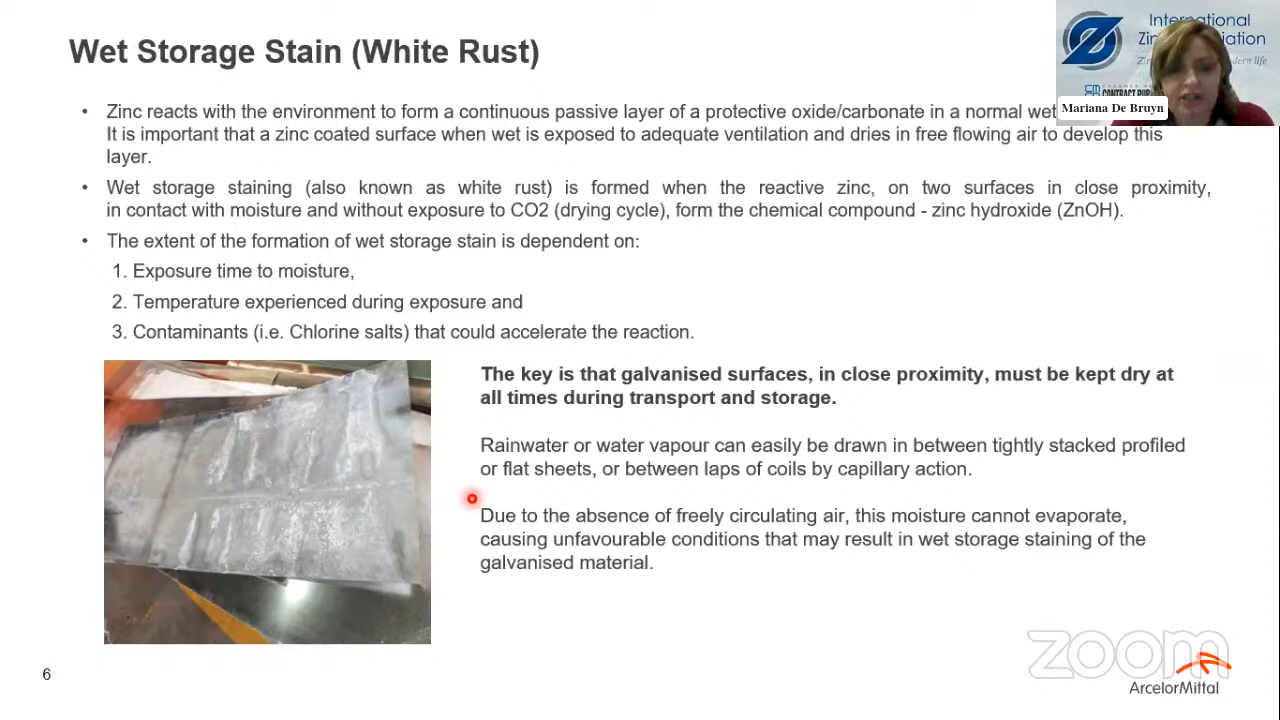 Wet Storage Stain (White Rust)
International
Zin iation
Zin dern life
CONTRACT PUB
Mariana De Bruyn
• Zinc reacts with the environment to form a continuous passive layer of a protective oxide/carbonate in a normal wet
It is important that a zinc coated surface when wet is exposed to adequate ventilation and dries in free flowing air to develop this
layer.
• Wet storage staining (also known as white rust) is formed when the reactive zinc, on two surfaces in close proximity,
in contact with moisture and without exposure to CO2 (drying cycle), form the chemical compound - zinc hydroxide (ZnOH).
• The extent of the formation of wet storage stain is dependent on:
1. Exposure time to moisture,
2. Temperature experienced during exposure and
3. Contaminants (i.e. Chlorine salts) that could accelerate the reaction.
The key is that galvanised surfaces, in close proximity, must be kept dry at
all times during transport and storage.
Rainwater or water vapour can easily be drawn in between tightly stacked profiled
or flat sheets, or between laps of coils by capillary action.
Due to the absence of freely circulating air, this moisture cannot evaporate,
causing unfavourable conditions that may result in wet storage staining of the
galvanised material.
zoom
ArcelorMittal
6